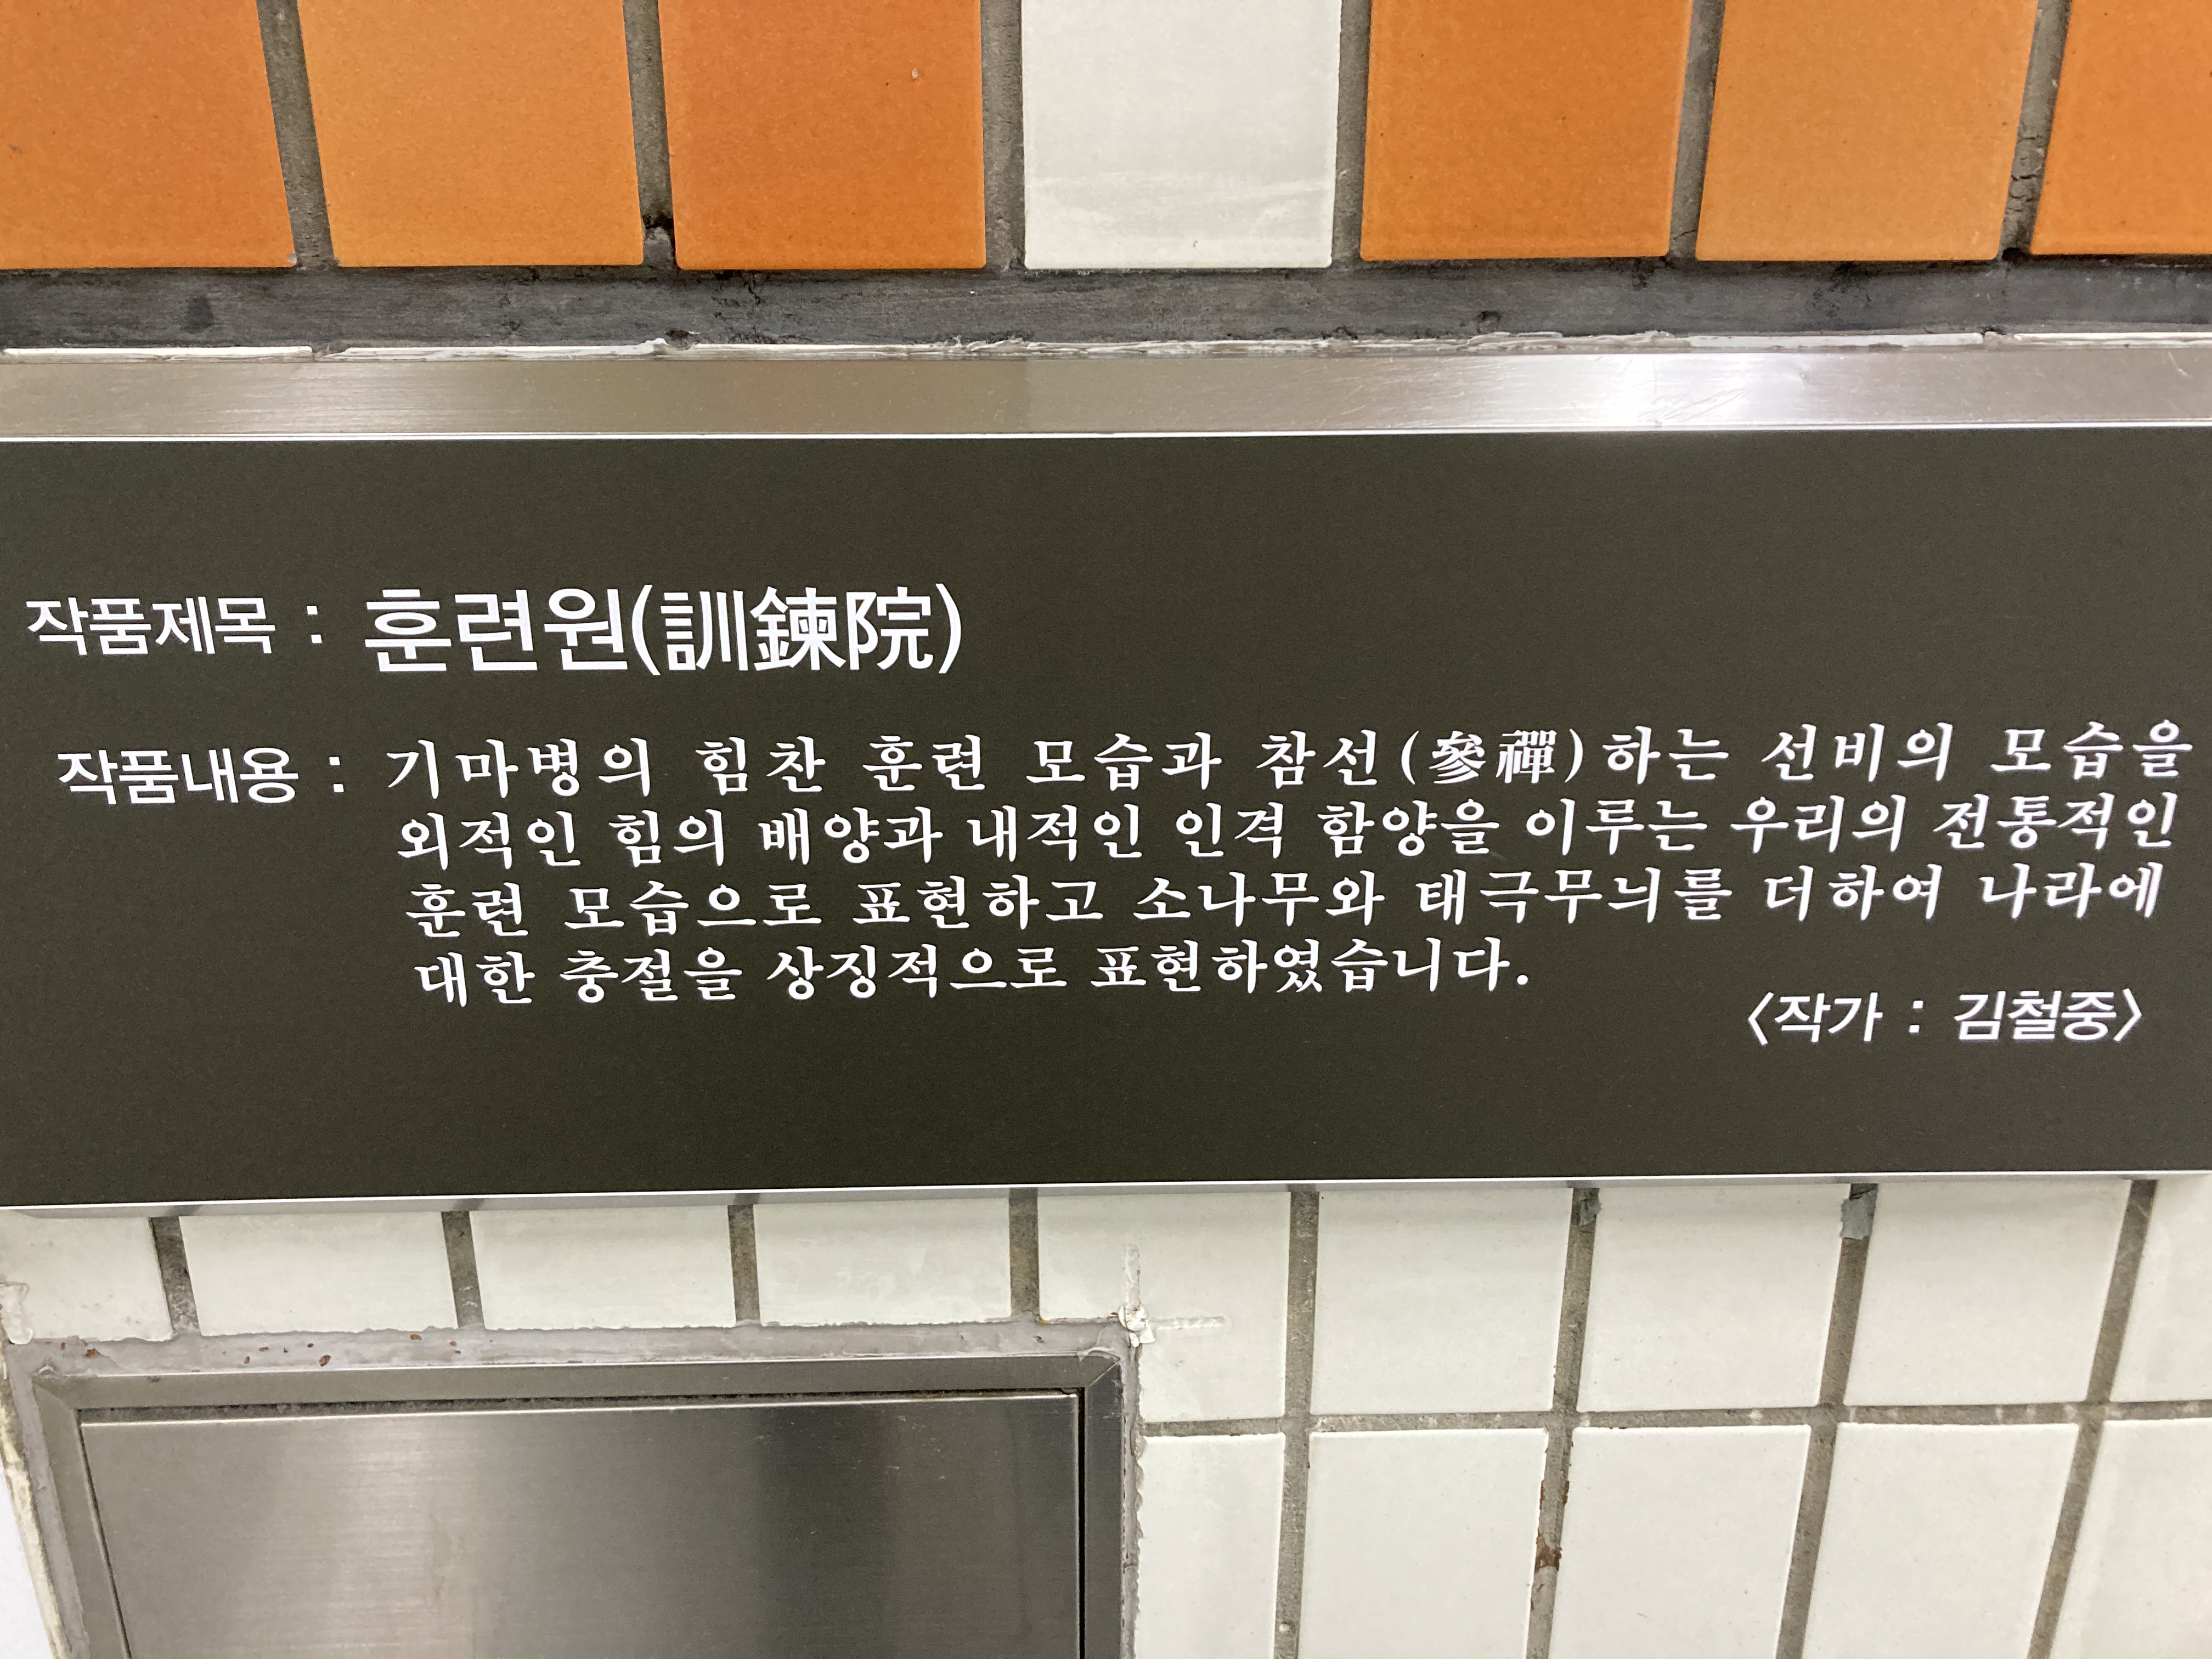 작품제목 : 훈련원(訓鍊院)
작품내용 : 기마병의 힘찬 훈련 모습과 참선(參禪)하는 선비의 모습을
외적인 힘의 배양과 내적인 인격 함양을 이루는 우리의 전통적인
훈련 모습으로 표현하고 소나무와 태극무늬를 더하여 나라에
대한 충절을 상징적으로 표현하였습니다.
〈작가 : 김철중〉